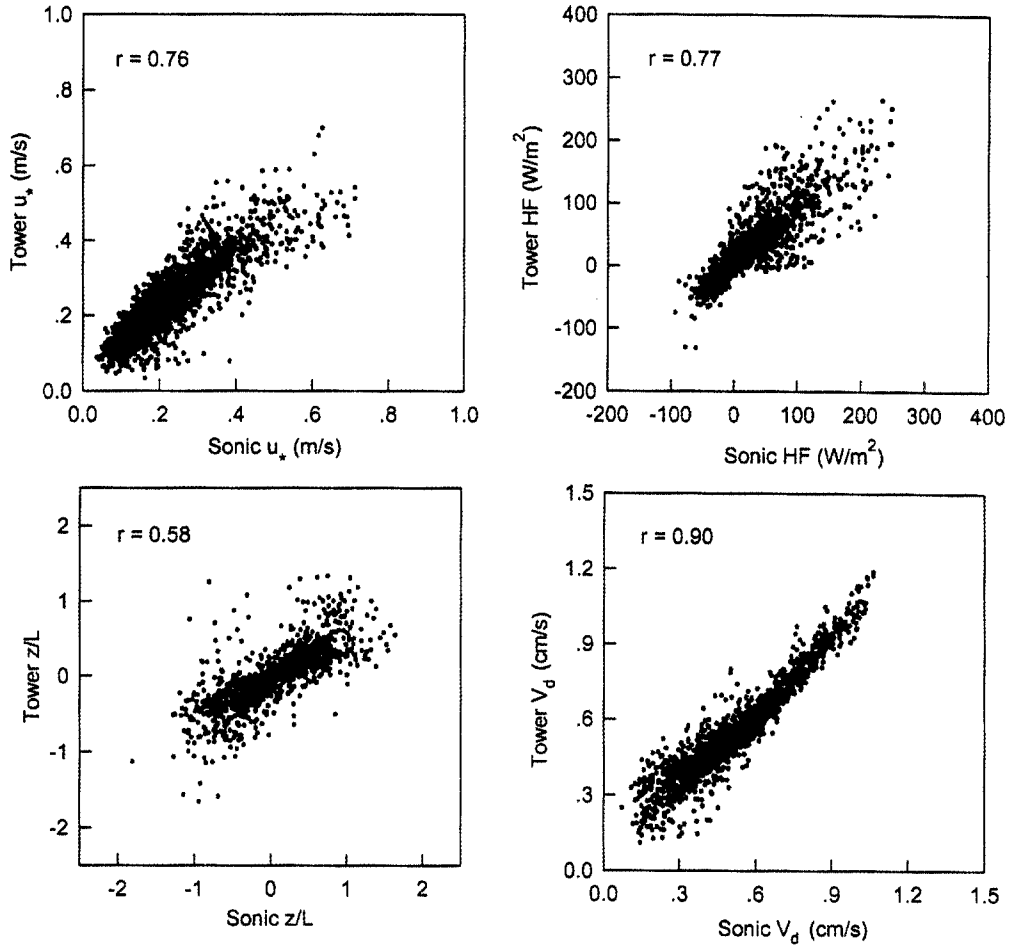 1.0
.8
.6
.4
.2
0.0
Tower u* (m/s)
r = 0.76
0.0 .2 .4 .6 .8 1.0
Sonic u* (m/s)
400
300
200
100
0
-100
-200
Tower HF (W/m²)
r = 0.77
-200 -100 0 100 200 300 400
Sonic HF (W/m²)
2
1
0
-1
-2
Tower z/L
r = 0.58
-2 -1 0 1 2
Sonic z/L
1.5
1.2
.9
.6
.3
0.0
Tower Vd (cm/s)
r = 0.90
0.0 .3 .6 .9 1.2 1.5
Sonic Vd (cm/s)